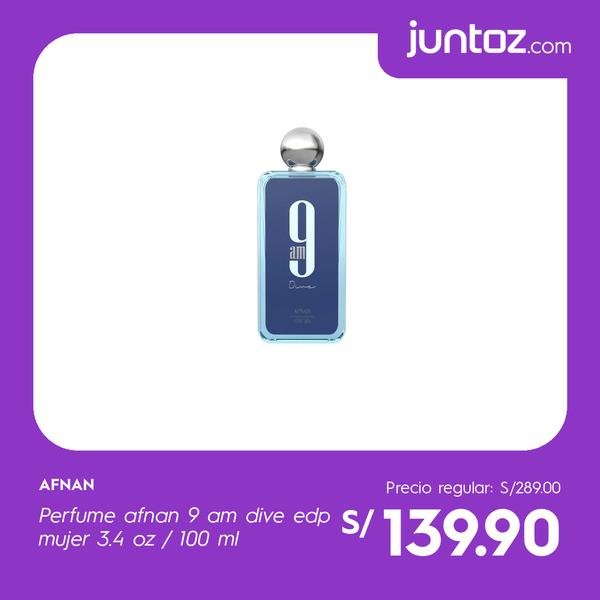 juntoz.com
9
am
Dive
AFNAN
AFNAN
Precio regular: S/289.00
Perfume afnan 9 am dive edp
mujer 3.4 oz / 100 ml
S/139.90